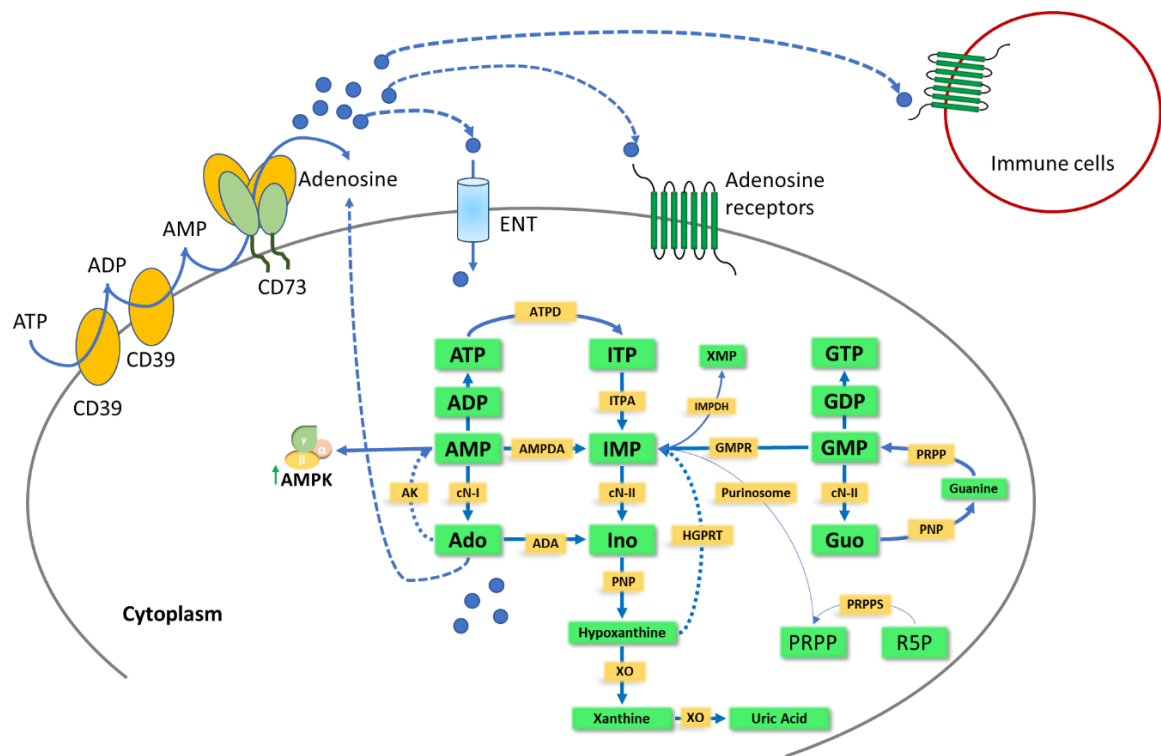 Immune cells
Adenosine
Adenosine
receptors
ENT
AMP
ADP
CD73
ATP
CD39
CD39
ATPD
ATP
ITP
XMP
GTP
ADP
ITPA
IMPDH
GDP
AMP
AMPDA
IMP
GMPR
GMP
PRPP
γ
α
β
AMPK
AK
cN-I
cN-II
Purinosome
cN-II
Guanine
Ado
ADA
Ino
HGPRT
Guo
PNP
PNP
Cytoplasm
PRPPS
Hypoxanthine
PRPP
R5P
XO
Xanthine
XO
Uric Acid